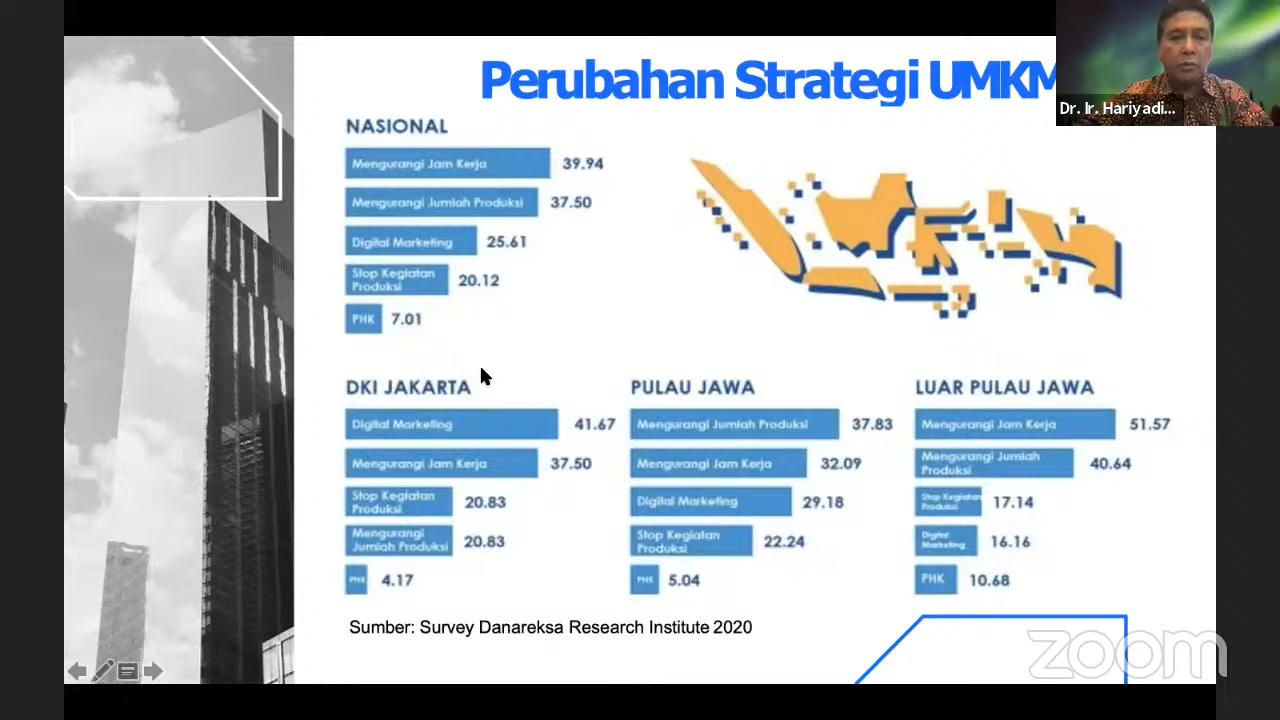 Perubahan Strategi UMKM
Dr. Ir. Hariyadi...
NASIONAL
Mengurangi Jam Kerja 39.94
Mengurangi Jumlah Produksi 37.50
Digital Marketing 25.61
Stop Kegiatan
Produksi 20.12
PHK 7.01
DKI JAKARTA
Digital Marketing 41.67
Mengurangi Jam Kerja 37.50
Stop Kegiatan
Produksi 20.83
Mengurangi
Jumlah Produksi 20.83
PHK 4.17
PULAU JAWA
Mengurangi Jumlah Produksi 37.83
Mengurangi Jam Kerja 32.09
Digital Marketing 29.18
Stop Kegiatan
Produksi 22.24
PHK 5.04
LUAR PULAU JAWA
Mengurangi Jam Kerja 51.57
Mengurangi Jumlah
Produksi 40.64
Stop Kegiatan
Produksi 17.14
Digital
Marketing 16.16
PHK 10.68
Sumber: Survey Danareksa Research Institute 2020
zoom